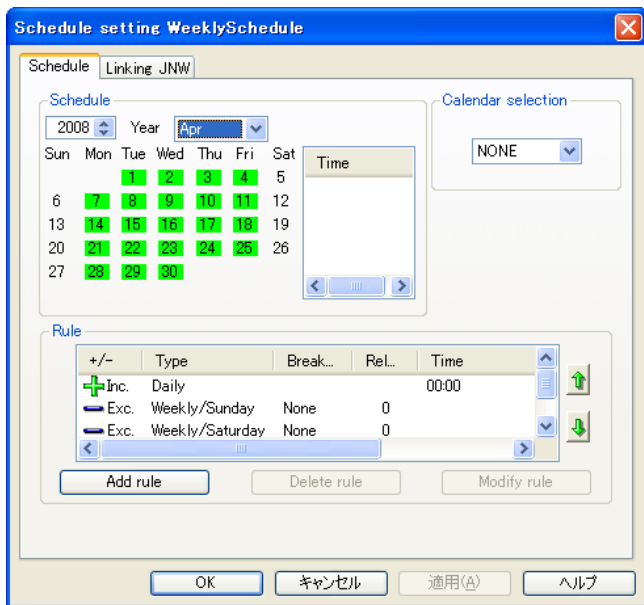 Schedule setting WeeklySchedule
Schedule Linking JNW
Schedule
2008 Year Apr
Sun Mon Tue Wed Thu Fri Sat
1 2 3 4 5
6 7 8 9 10 11 12
13 14 15 16 17 18 19
20 21 22 23 24 25 26
27 28 29 30
Time
Calendar selection
NONE
Rule
+/- Type Break... Rel... Time
Inc. Daily 00:00
Exc. Weekly/Sunday None 0
Exc. Weekly/Saturday None 0
Add rule Delete rule Modify rule
OK キャンセル 適用(A) ヘルプ